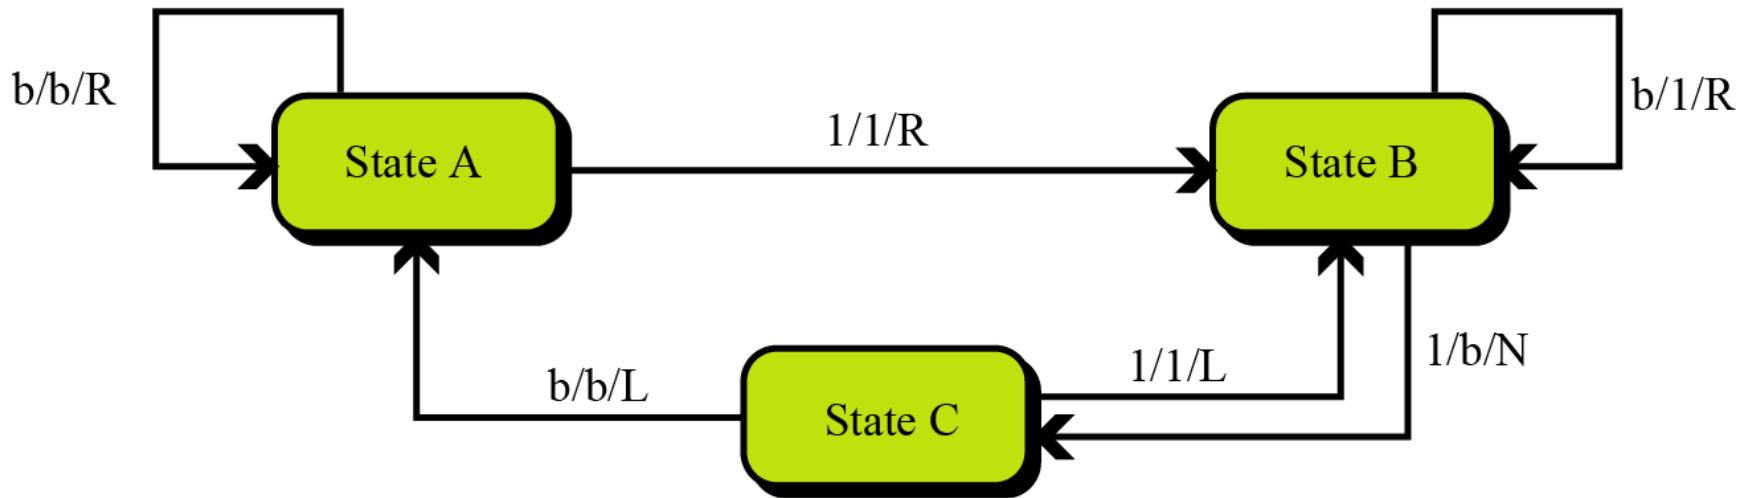 b/b/R
State A
1/1/R
State B
b/1/R
b/b/L
State C
1/1/L
1/b/N